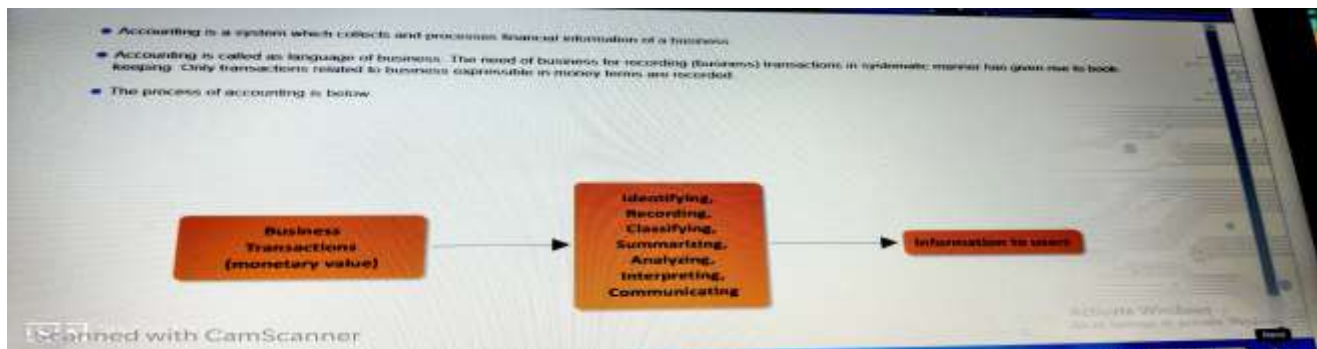 Accounting is a system which collects and processes financial information of a business
Accounting is called as language of business. The need of business for recording (business) transactions in systematic manner has given rise to book
keeping. Only transactions related to business expressible in money terms are recorded
The process of accounting is below
Business
Transactions
(monetary value)
Identifying,
Recording,
Classifying,
Summarizing,
Analyzing,
Interpreting,
Communicating
Information to users
Activate Windows
Scanned with CamScanner